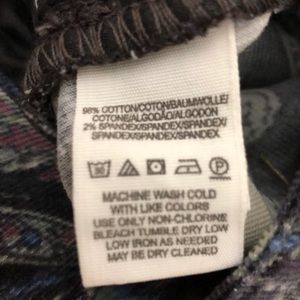 98% COTTON/COTON/BAUMWOLLE/
COTONE/ALGODÃO/ALGODON
2% SPANDEX/SPANDEX/SPANDEX/
SPANDEX/SPANDEX/SPANDEX
MACHINE WASH COLD
WITH LIKE COLORS
USE ONLY NON-CHLORINE
BLEACH TUMBLE DRY LOW
LOW IRON AS NEEDED
MAY BE DRY CLEANED